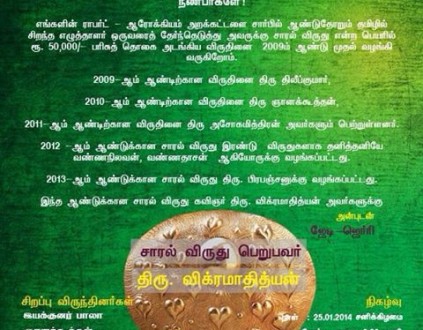 நண்பர்களே !
எங்களின் ராபர்ட் - ஆரோக்கியம் அறக்கட்டளை சார்பில் ஆண்டுதோறும் தமிழில்
சிறந்த எழுத்தாளர் ஒருவரைத் தேர்ந்தெடுத்து அவருக்கு சாரல் விருது என்ற பெயரில்
ரூ. 50,000/- பரிசுத் தொகை அடங்கிய விருதினை 2009ம் ஆண்டு முதல் வழங்கி
வருகிறோம்.
2009-ஆம் ஆண்டிற்கான விருதினை திரு திலீப்குமார்,
2010-ஆம் ஆண்டிற்கான விருதினை திரு ஞானக்கூத்தன்,
2011-ஆம் ஆண்டிற்கான விருதினை திரு அசோகமித்திரன் அவர்களும் பெற்றுள்ளனர்.
2012 -ஆம் ஆண்டுக்கான சாரல் விருது இரண்டு விருதுகளாக தனித்தனியே
வண்ணநிலவன், வண்ணதாசன் ஆகியோருக்கு வழங்கப்பட்டது.
2013-ஆம் ஆண்டுக்கான சாரல் விருது திரு. பிரபஞ்சனுக்கு வழங்கப்பட்டது.
இந்த ஆண்டுக்கான சாரல் விருது கவிஞர் திரு. விக்ரமாதித்யன் அவர்களுக்கு
அன்புடன்
ஜேடி - ஜெர்ரி
சாரல் விருது பெறுபவர்
திரு. விக்ரமாதித்யன்
சிறப்பு விருந்தினர்கள்
நிகழ்வு
இயக்குனர் பாலா
நாள் : 25.01.2014 சனிக்கிழமை